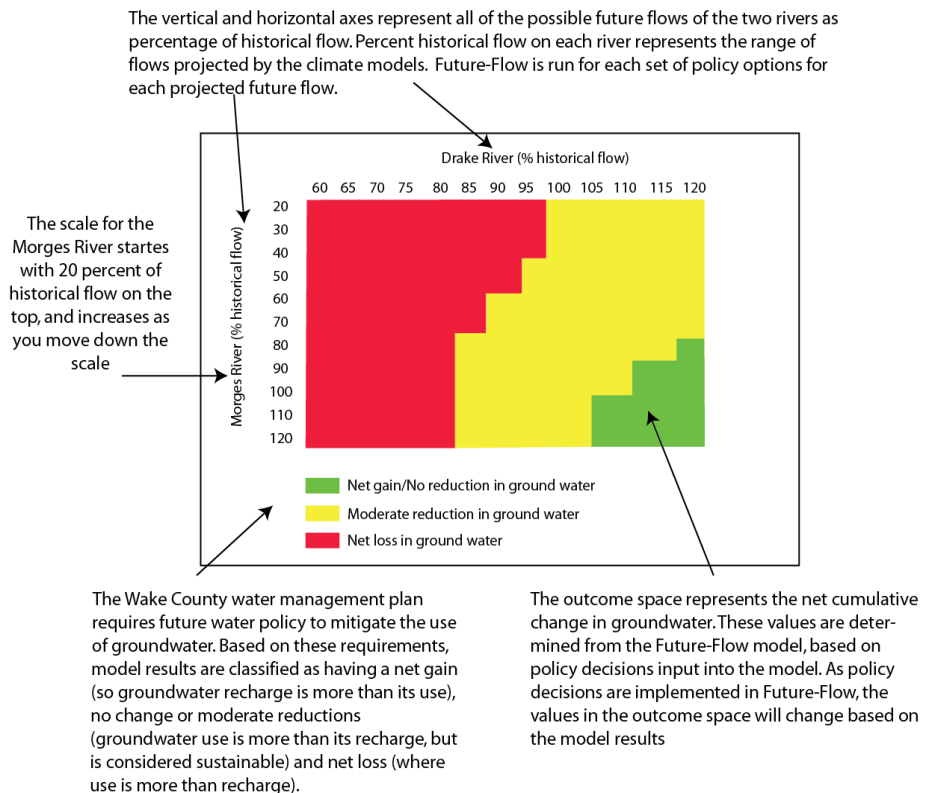 The vertical and horizontal axes represent all of the possible future flows of the two rivers as
percentage of historical flow. Percent historical flow on each river represents the range of
flows projected by the climate models.  Future-Flow is run for each set of policy options for
each projected future flow.
Drake River (% historical flow)
60 65 70 75 80 85 90 95 100 105 110 115 120
The scale for the
Morges River startes
with 20 percent of
historical flow on the
top, and increases as
you move down the
scale
Morges River (% historical flow)
20
30
40
50
60
70
80
90
100
110
120
Net gain/No reduction in ground water
Moderate reduction in ground water
Net loss in ground water
The Wake County water management plan
requires future water policy to mitigate the use
of groundwater. Based on these requirements,
model results are classified as having a net gain
(so groundwater recharge is more than its use),
no change or moderate reductions
(groundwater use is more than its recharge, but
is considered sustainable) and net loss (where
use is more than recharge).
The outcome space represents the net cumulative
change in groundwater. These values are deter-
mined from the Future-Flow model, based on
policy decisions input into the model. As policy
decisions are implemented in Future-Flow, the
values in the outcome space will change based on
the model results